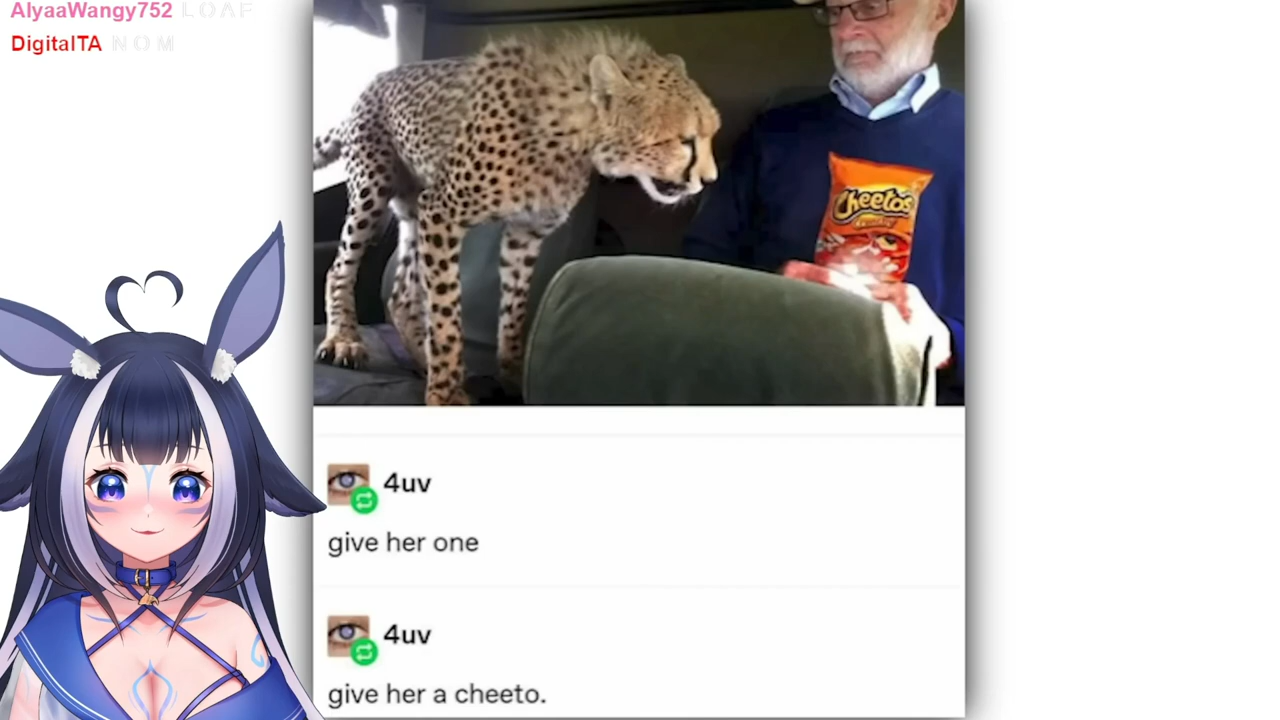 AlyaaWangy752 L O A F
DigitalTA N O M
Cheetos
4uv
give her one
4uv
give her a cheeto.